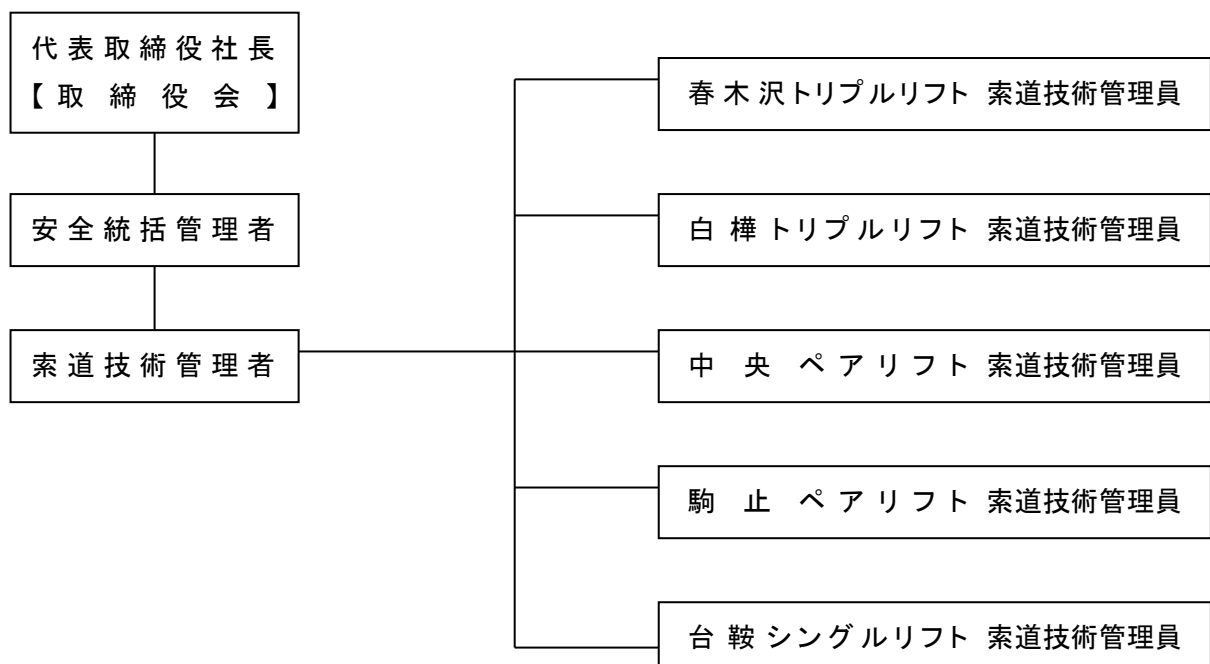 代表取締役社長
【取締役会】
安全統括管理者
索道技術管理者
春木沢トリプルリフト 索道技術管理員
白樺トリプルリフト 索道技術管理員
中央ペアリフト 索道技術管理員
駒止ペアリフト 索道技術管理員
台鞍シングルリフト 索道技術管理員